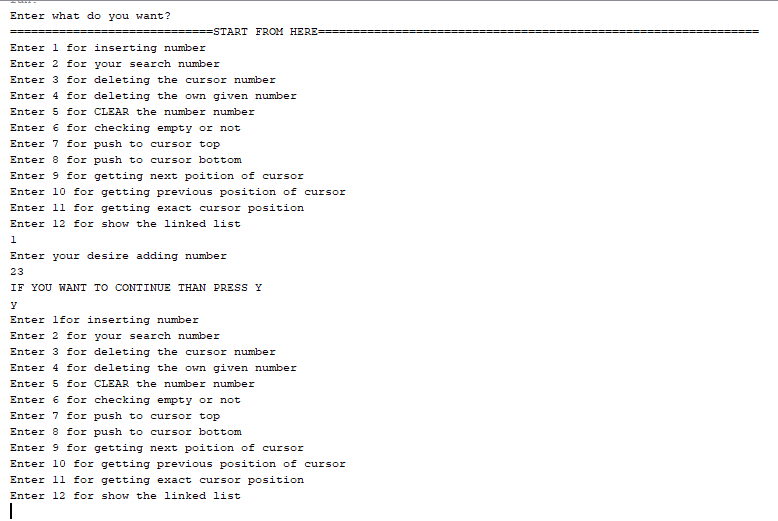 Enter what do you want?
=============================START FROM HERE===============================================================
Enter 1 for inserting number
Enter 2 for your search number
Enter 3 for deleting the cursor number
Enter 4 for deleting the own given number
Enter 5 for CLEAR the number number
Enter 6 for checking empty or not
Enter 7 for push to cursor top
Enter 8 for push to cursor bottom
Enter 9 for getting next poition of cursor
Enter 10 for getting previous position of cursor
Enter 11 for getting exact cursor position
Enter 12 for show the linked list
1
Enter your desire adding number
23
IF YOU WANT TO CONTINUE THAN PRESS Y
y
Enter 1for inserting number
Enter 2 for your search number
Enter 3 for deleting the cursor number
Enter 4 for deleting the own given number
Enter 5 for CLEAR the number number
Enter 6 for checking empty or not
Enter 7 for push to cursor top
Enter 8 for push to cursor bottom
Enter 9 for getting next poition of cursor
Enter 10 for getting previous position of cursor
Enter 11 for getting exact cursor position
Enter 12 for show the linked list